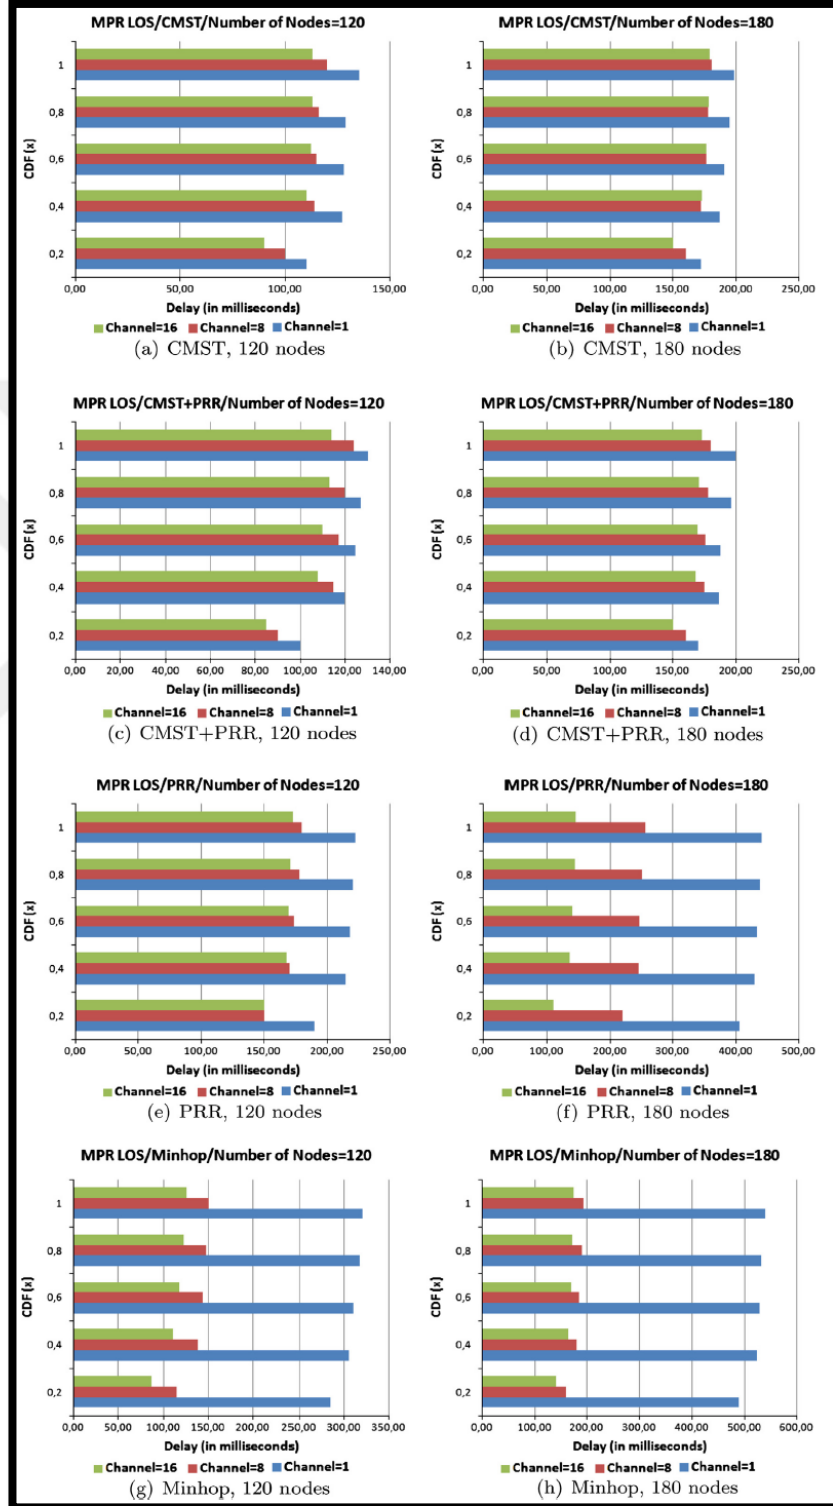 MPR LOS/CMST/Number of Nodes=120
CDF (x)
1
0,8
0,6
0,4
0,2
0,00 50,00 100,00 150,00
Delay (in milliseconds)
Channel=16 Channel=8 Channel=1
(a) CMST, 120 nodes
MPR LOS/CMST/Number of Nodes=180
CDF (x)
1
0,8
0,6
0,4
0,2
0,00 50,00 100,00 150,00 200,00 250,00
Delay (in milliseconds)
Channel=16 Channel=8 Channel=1
(b) CMST, 180 nodes
MPR LOS/CMST+PRR/Number of Nodes=120
CDF (x)
1
0,8
0,6
0,4
0,2
0,00 20,00 40,00 60,00 80,00 100,00 120,00 140,00
Delay (in milliseconds)
Channel=16 Channel=8 Channel=1
(c) CMST+PRR, 120 nodes
MPR LOS/CMST+PRR/Number of Nodes=180
CDF (x)
1
0,8
0,6
0,4
0,2
0,00 50,00 100,00 150,00 200,00 250,00
Delay (in milliseconds)
Channel=16 Channel=8 Channel=1
(d) CMST+PRR, 180 nodes
MPR LOS/PRR/Number of Nodes=120
CDF (x)
1
0,8
0,6
0,4
0,2
0,00 50,00 100,00 150,00 200,00 250,00
Delay (in milliseconds)
Channel=16 Channel=8 Channel=1
(e) PRR, 120 nodes
MPR LOS/PRR/Number of Nodes=180
CDF (x)
1
0,8
0,6
0,4
0,2
0,00 100,00 200,00 300,00 400,00 500,00
Delay (in milliseconds)
Channel=16 Channel=8 Channel=1
(f) PRR, 180 nodes
MPR LOS/Minhop/Number of Nodes=120
CDF (x)
1
0,8
0,6
0,4
0,2
0,00 50,00 100,00 150,00 200,00 250,00 300,00 350,00
Delay (in milliseconds)
Channel=16 Channel=8 Channel=1
(g) Minhop, 120 nodes
MPR LOS/Minhop/Number of Nodes=180
CDF (x)
1
0,8
0,6
0,4
0,2
0,00 100,00 200,00 300,00 400,00 500,00 600,00
Delay (in milliseconds)
Channel=16 Channel=8 Channel=1
(h) Minhop, 180 nodes